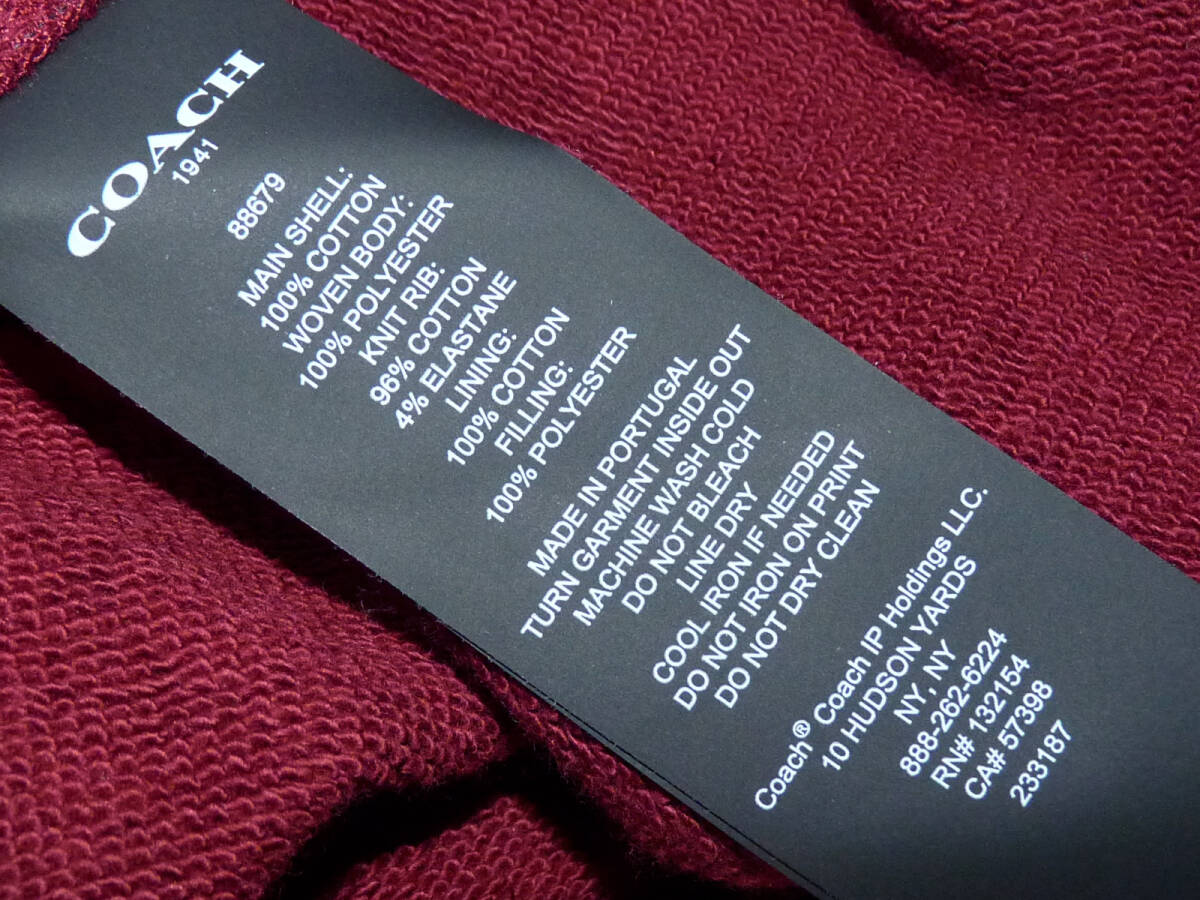 COACH
1941
88679
MAIN SHELL:
100% COTTON
WOVEN BODY:
100% POLYESTER
KNIT RIB:
96% COTTON
4% ELASTANE
LINING:
100% COTTON
FILLING:
100% POLYESTER
MADE IN PORTUGAL
TURN GARMENT INSIDE OUT
MACHINE WASH COLD
DO NOT BLEACH
LINE DRY
COOL IRON IF NEEDED
DO NOT IRON ON PRINT
DO NOT DRY CLEAN
Coach® Coach IP Holdings LLC.
10 HUDSON YARDS
NY, NY
888-262-6224
RN# 132154
CA# 57398
233187